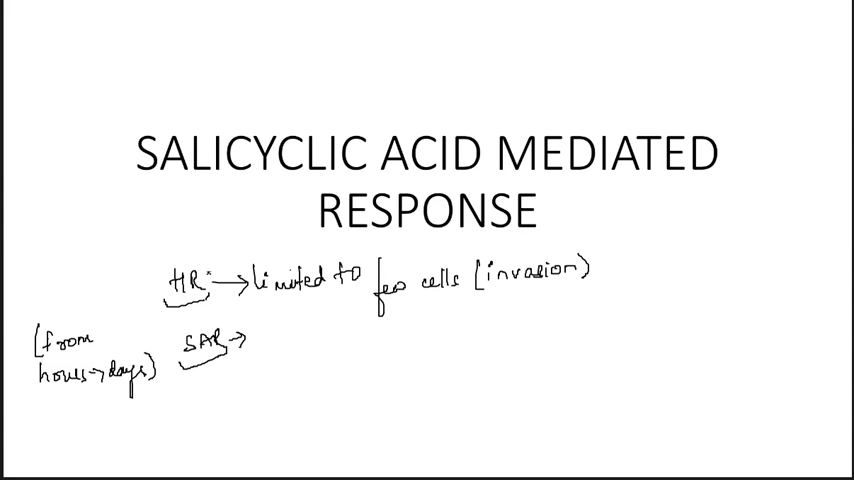 SALICYCLIC ACID MEDIATED
RESPONSE
HR → limited to few cells (invasion)
(from
hours → days)
SAR →